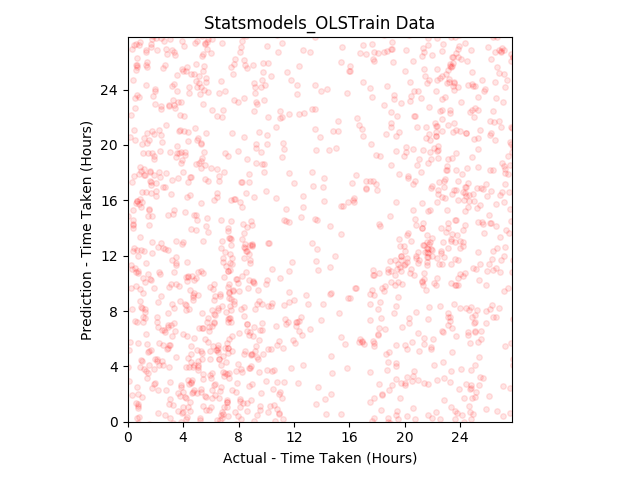 Statsmodels_OLSTrain Data
24
20
16
12
8
4
0
Prediction - Time Taken (Hours)
0 4 8 12 16 20 24
Actual - Time Taken (Hours)